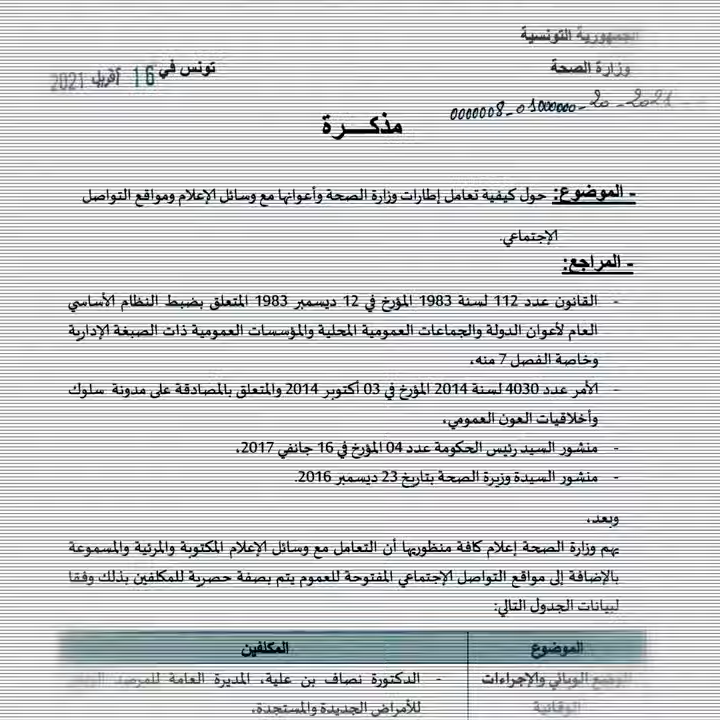 الجمهورية التونسية
وزارة الصحة
تونس في 16 أفريل 2021
مذكـــرة
- الموضوع: حول كيفية تعامل إطارات وزارة الصحة وأعوانها مع وسائل الإعلام ومواقع التواصل
الإجتماعي.
- المراجع:
- القانون عدد 112 لسنة 1983 المؤرخ في 12 ديسمبر 1983 المتعلق بضبط النظام الأساسي
العام لأعوان الدولة والجماعات العمومية المحلية والمؤسسات العمومية ذات الصبغة الإدارية
وخاصة الفصل 7 منه،
- الأمر عدد 4030 لسنة 2014 المؤرخ في 03 أكتوبر 2014 والمتعلق بالمصادقة على مدونة سلوك
وأخلاقيات العون العمومي،
- منشور السيد رئيس الحكومة عدد 04 المؤرخ في 16 جانفي 2017،
- منشور السيدة وزيرة الصحة بتاريخ 23 ديسمبر 2016.
وبعد،
يهم وزارة الصحة إعلام كافة منظوريها أن التعامل مع وسائل الإعلام المكتوبة والمرئية والمسموعة
بالإضافة إلى مواقع التواصل الإجتماعي المفتوحة للعموم يتم بصفة حصرية للمكلفين بذلك وفقا
لبيانات الجدول التالي:
الموضوع المكلفين
الوضع الوبائي والإجراءات - الدكتورة نصاف بن علية، المديرة العامة للمرصد
الوقائية للأمراض الجديدة والمستجدة،